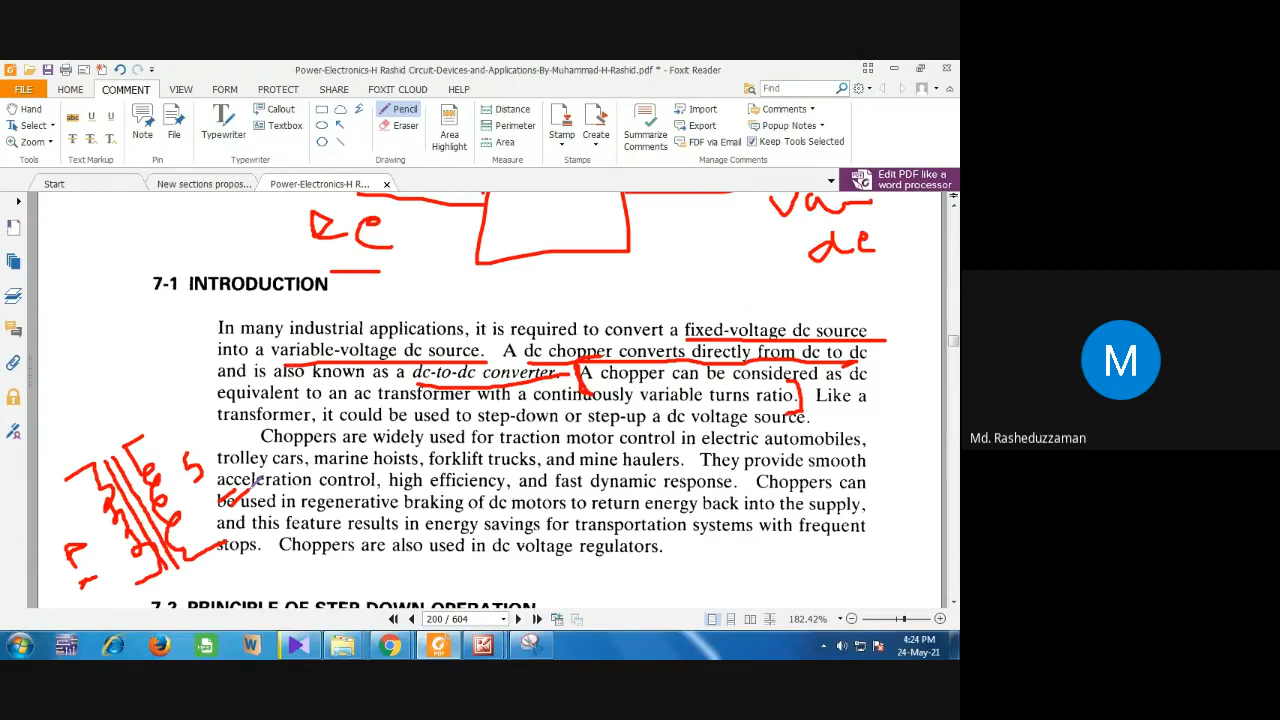 Power-Electronics-H Rashid Circuit-Devices-and-Applications-By-Muhammad-H-Rashid.pdf * - Foxit Reader
FILE HOME COMMENT VIEW FORM PROTECT SHARE FOXIT CLOUD HELP Find
Hand Select Zoom Tools
Text Markup
Note File Pin
Typewriter Callout Textbox Typewriter
Pencil Eraser Area Highlight Drawing
Distance Perimeter Area Measure
Stamp Create Stamps
Summarize Comments Import Export PDF via Email Comments Popup Notes Keep Tools Selected Manage Comments
Start New sections propos... Power-Electronics-H R... Edit PDF like a word processor
var
dc
7-1 INTRODUCTION
In many industrial applications, it is required to convert a fixed-voltage dc source
into a variable-voltage dc source. A dc chopper converts directly from dc to dc
and is also known as a dc-to-dc converter. A chopper can be considered as dc
equivalent to an ac transformer with a continuously variable turns ratio. Like a
transformer, it could be used to step-down or step-up a dc voltage source.
Choppers are widely used for traction motor control in electric automobiles,
trolley cars, marine hoists, forklift trucks, and mine haulers. They provide smooth
acceleration control, high efficiency, and fast dynamic response. Choppers can
be used in regenerative braking of dc motors to return energy back into the supply,
and this feature results in energy savings for transportation systems with frequent
stops. Choppers are also used in dc voltage regulators.
S
P
7-2 PRINCIPLE OF STEP-DOWN OPERATION
200 / 604 182.42%
4:24 PM
24-May-21
M
Md. Rasheduzzaman